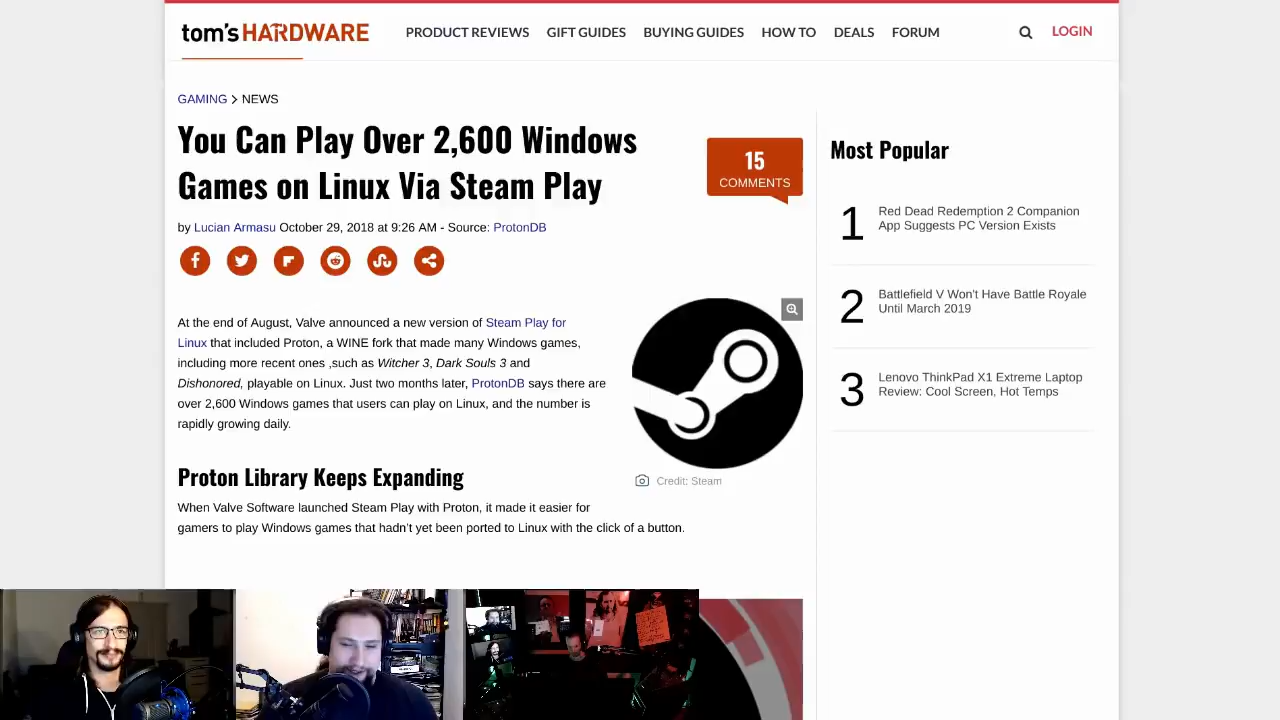 tom's HARDWARE
PRODUCT REVIEWS GIFT GUIDES BUYING GUIDES HOW TO DEALS FORUM
LOGIN
GAMING > NEWS
You Can Play Over 2,600 Windows
Games on Linux Via Steam Play
15
COMMENTS
by Lucian Armasu October 29, 2018 at 9:26 AM - Source: ProtonDB
At the end of August, Valve announced a new version of Steam Play for
Linux that included Proton, a WINE fork that made many Windows games,
including more recent ones ,such as Witcher 3, Dark Souls 3 and
Dishonored, playable on Linux. Just two months later, ProtonDB says there are
over 2,600 Windows games that users can play on Linux, and the number is
rapidly growing daily.
Credit: Steam
Proton Library Keeps Expanding
When Valve Software launched Steam Play with Proton, it made it easier for
gamers to play Windows games that hadn't yet been ported to Linux with the click of a button.
Most Popular
1
Red Dead Redemption 2 Companion
App Suggests PC Version Exists
2
Battlefield V Won't Have Battle Royale
Until March 2019
3
Lenovo ThinkPad X1 Extreme Laptop
Review: Cool Screen, Hot Temps